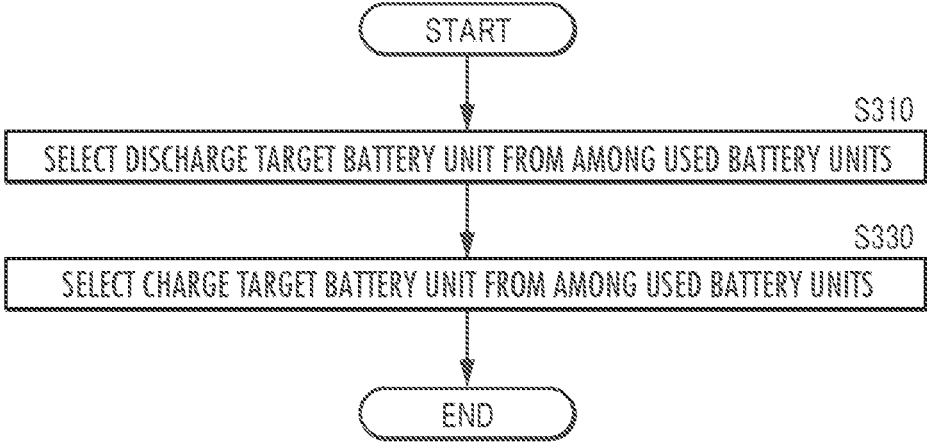 START
S310
SELECT DISCHARGE TARGET BATTERY UNIT FROM AMONG USED BATTERY UNITS
S330
SELECT CHARGE TARGET BATTERY UNIT FROM AMONG USED BATTERY UNITS
END